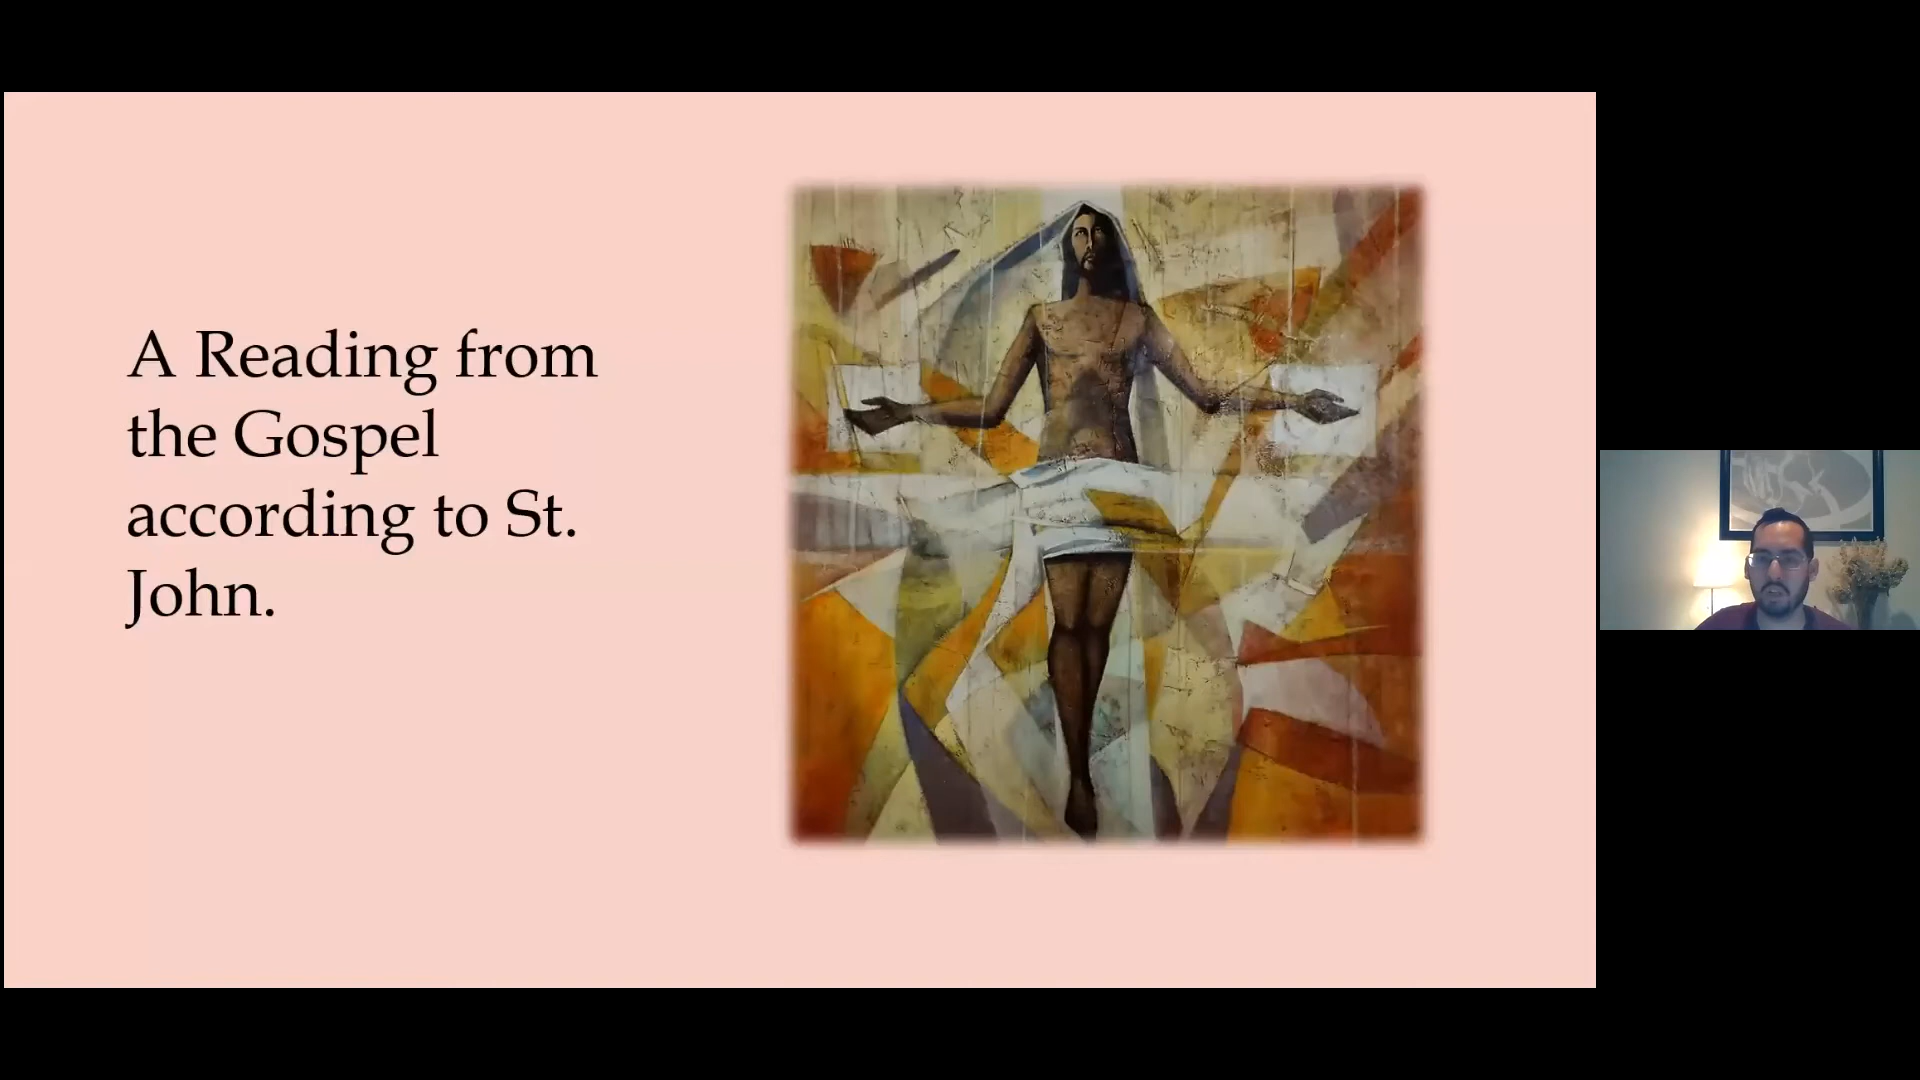 A Reading from
the Gospel
according to St.
John.